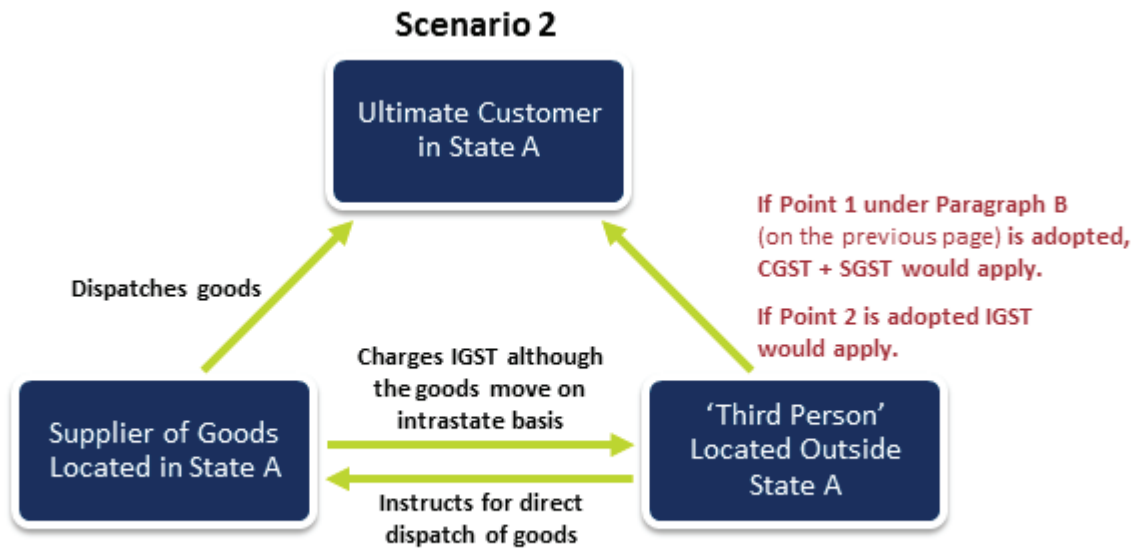 Scenario 2
Ultimate Customer
in State A
If Point 1 under Paragraph B
(on the previous page) is adopted,
CGST + SGST would apply.
If Point 2 is adopted IGST
would apply.
Dispatches goods
Charges IGST although
the goods move on
intrastate basis
Supplier of Goods
Located in State A
‘Third Person’
Located Outside
State A
Instructs for direct
dispatch of goods